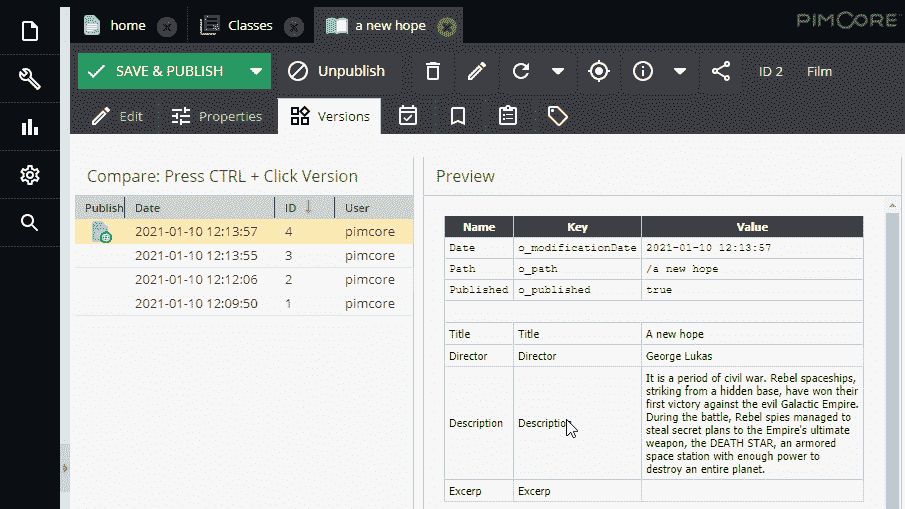 home
Classes
a new hope
PIMCORE
SAVE & PUBLISH
Unpublish
ID 2
Film
Edit
Properties
Versions
Compare: Press CTRL + Click Version
Publish Date ID User
2021-01-10 12:13:57 4 pimcore
2021-01-10 12:13:55 3 pimcore
2021-01-10 12:12:06 2 pimcore
2021-01-10 12:09:50 1 pimcore
Preview
Name Key Value
Date o_modificationDate 2021-01-10 12:13:57
Path o_path /a new hope
Published o_published true
Title Title A new hope
Director Director George Lukas
Description Description
It is a period of civil war. Rebel spaceships,
striking from a hidden base, have won their
first victory against the evil Galactic Empire.
During the battle, Rebel spies managed to
steal secret plans to the Empire's ultimate
weapon, the DEATH STAR, an armored
space station with enough power to
destroy an entire planet.
Excerp Excerp